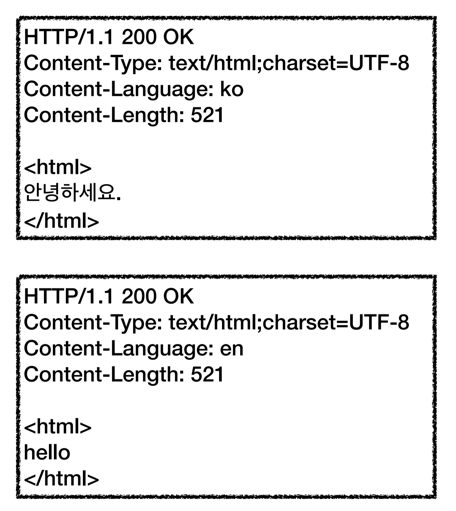 HTTP/1.1 200 OK
Content-Type: text/html;charset=UTF-8
Content-Language: ko
Content-Length: 521

<html>
안녕하세요.
</html>

HTTP/1.1 200 OK
Content-Type: text/html;charset=UTF-8
Content-Language: en
Content-Length: 521

<html>
hello
</html>